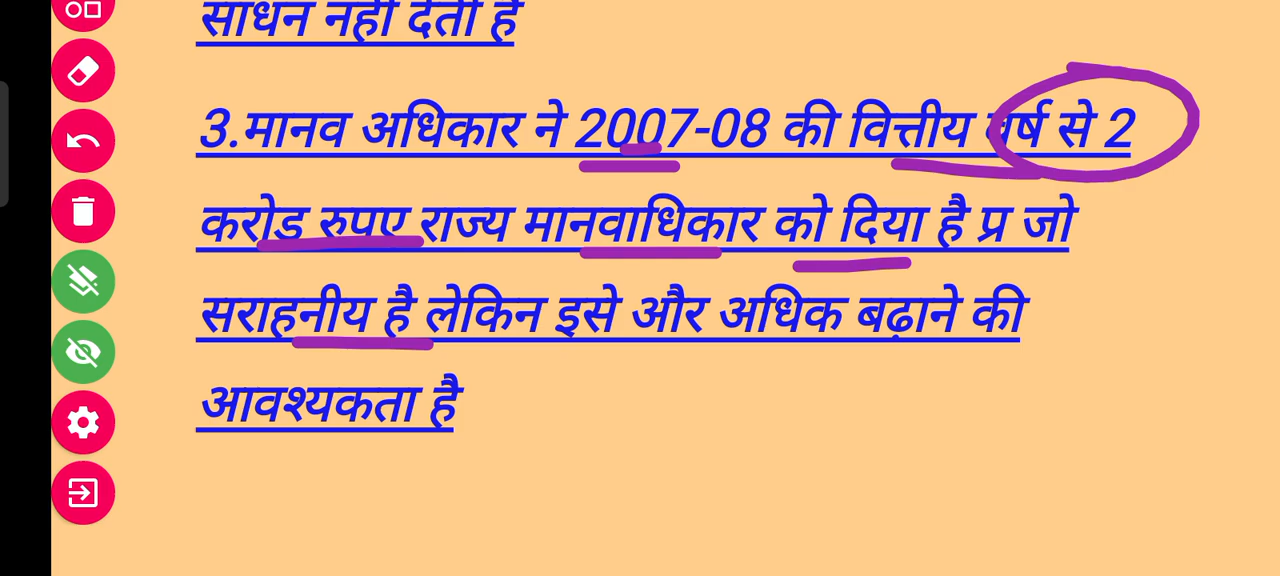 साधन नहीं देती है
3.मानव अधिकार ने 2007-08 की वित्तीय वर्ष से 2
करोड रुपए राज्य मानवाधिकार को दिया है प्र जो
सराहनीय है लेकिन इसे और अधिक बढ़ाने की
आवश्यकता है